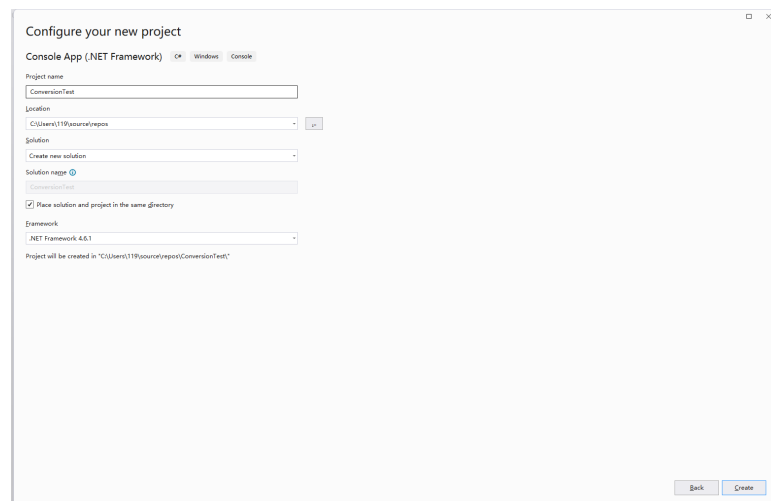 Configure your new project
Console App (.NET Framework) C# Windows Console
Project name
ConversionTest
Location
C:\Users\119\source\repos
Solution
Create new solution
Solution name
ConversionTest
Place solution and project in the same directory
Framework
.NET Framework 4.6.1
Project will be created in "C:\Users\119\source\repos\ConversionTest\"
Back Create